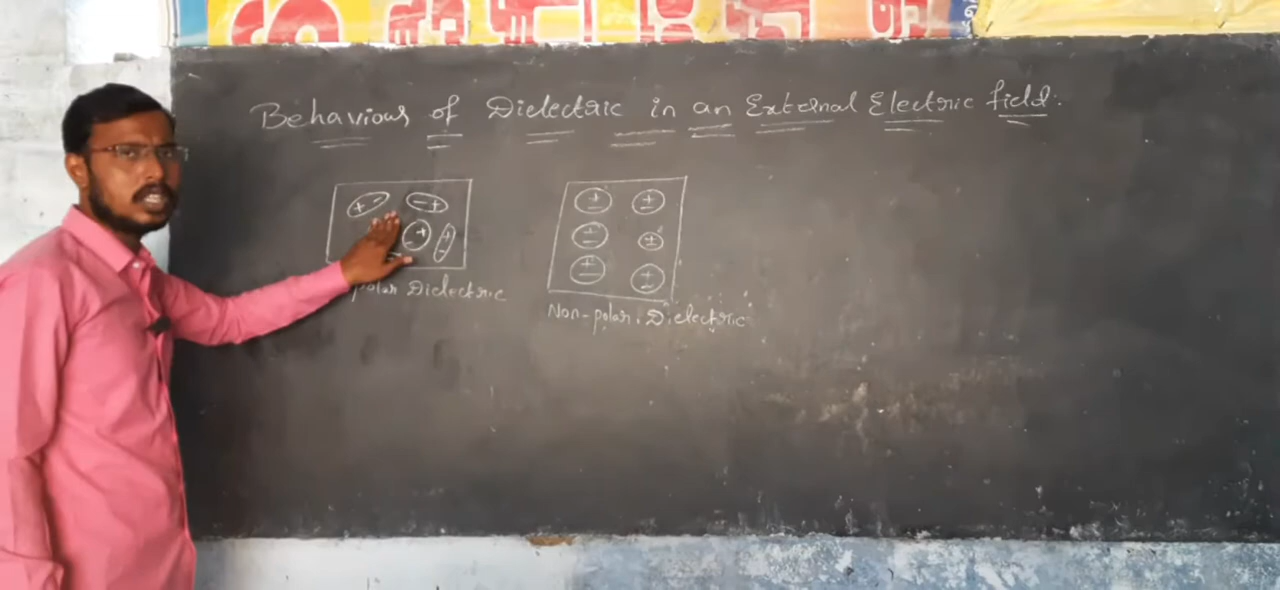 Behaviour of Dielectric in an External Electric field:
+ - - +
- + + -
polar Dielectric
± ±
± ±
± ±
Non-polar Dielectric